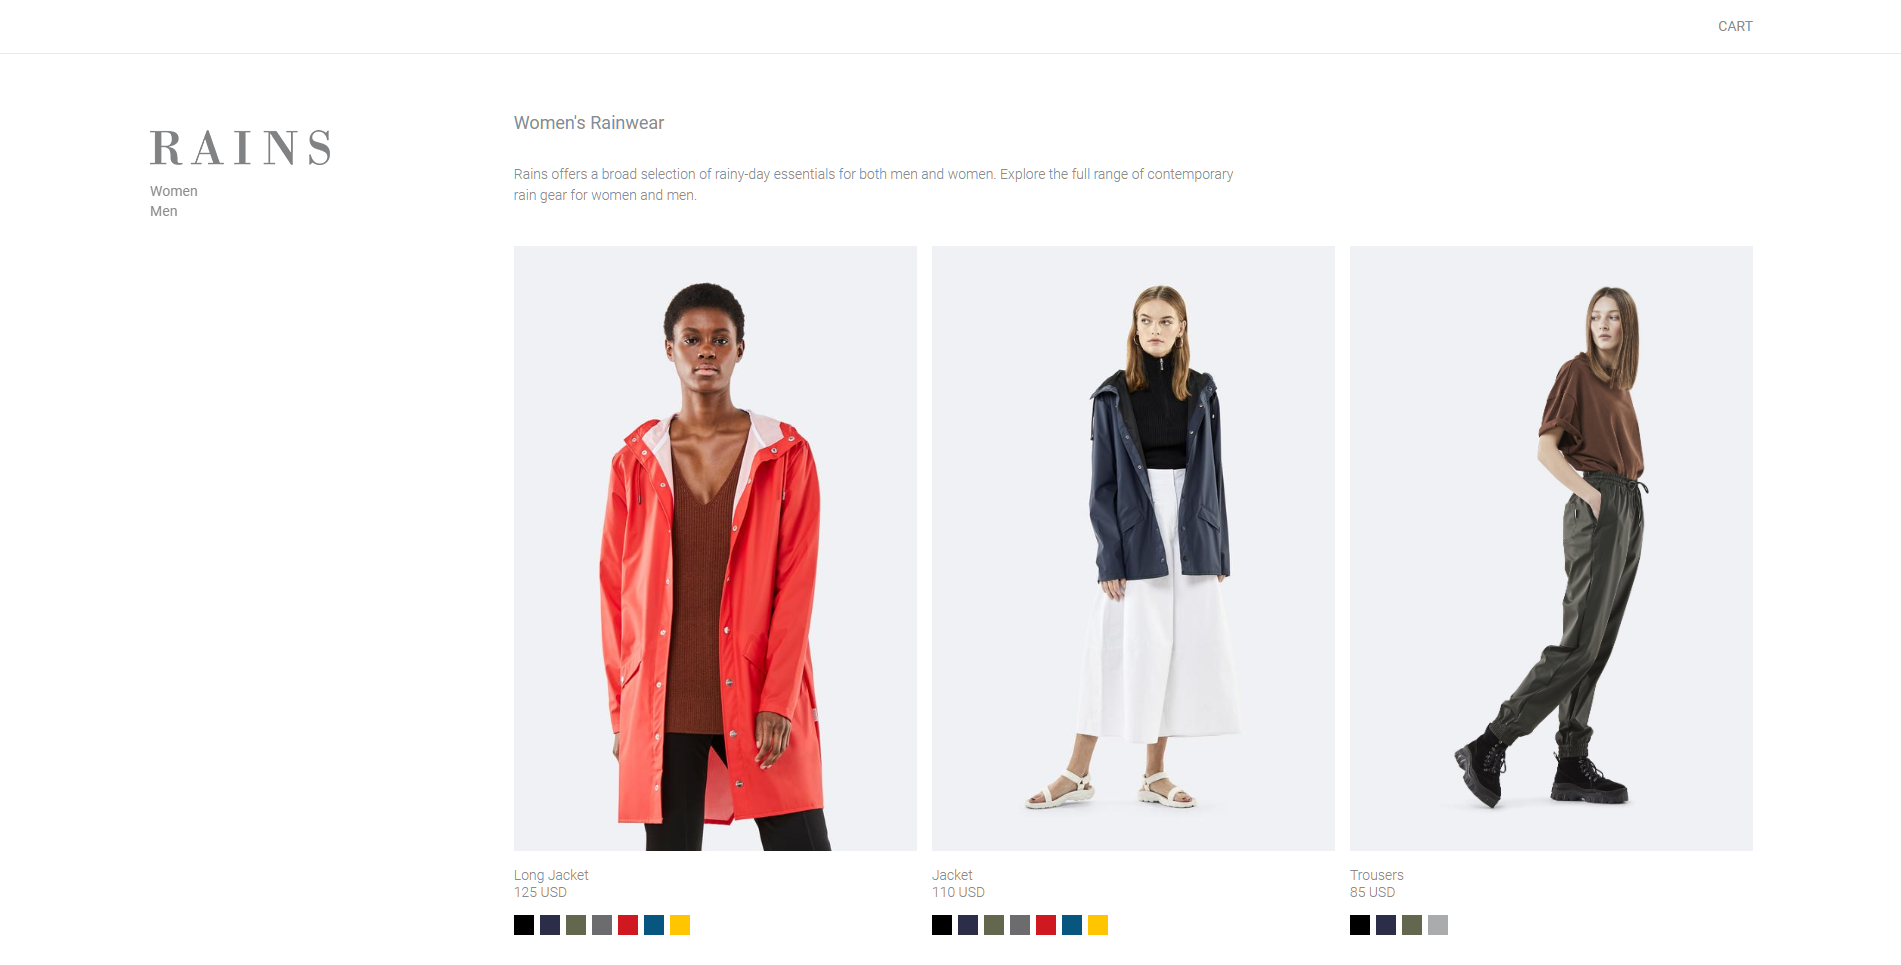 CART
RAINS
Women
Men
Women's Rainwear
Rains offers a broad selection of rainy-day essentials for both men and women. Explore the full range of contemporary
rain gear for women and men.
Long Jacket
125 USD
Jacket
110 USD
Trousers
85 USD